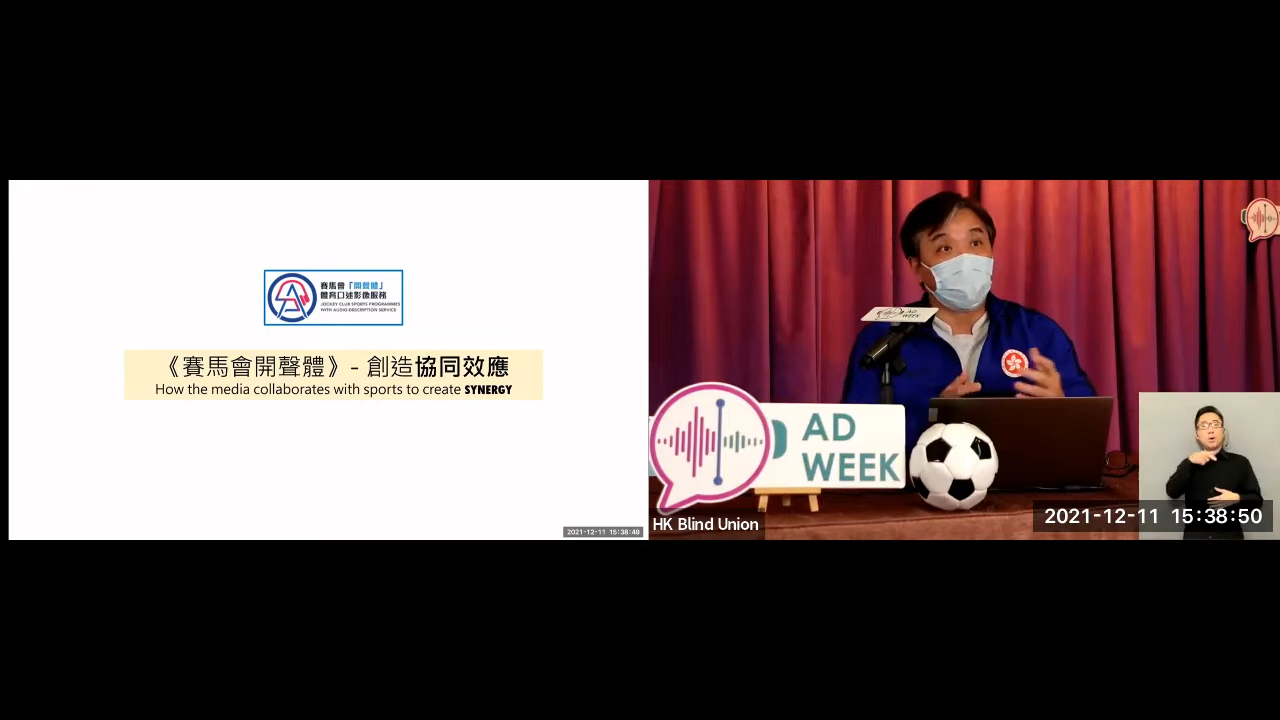 賽馬會「開聲體」
體育口述影像服務
JOCKEY CLUB SPORTS PROGRAMMES
WITH AUDIO-DESCRIPTION SERVICE
《賽馬會開聲體》- 創造協同效應
How the media collaborates with sports to create SYNERGY
2021-12-11 15:38:49
AD
WEEK
AD
WEEK
HK Blind Union
2021-12-11 15:38:50